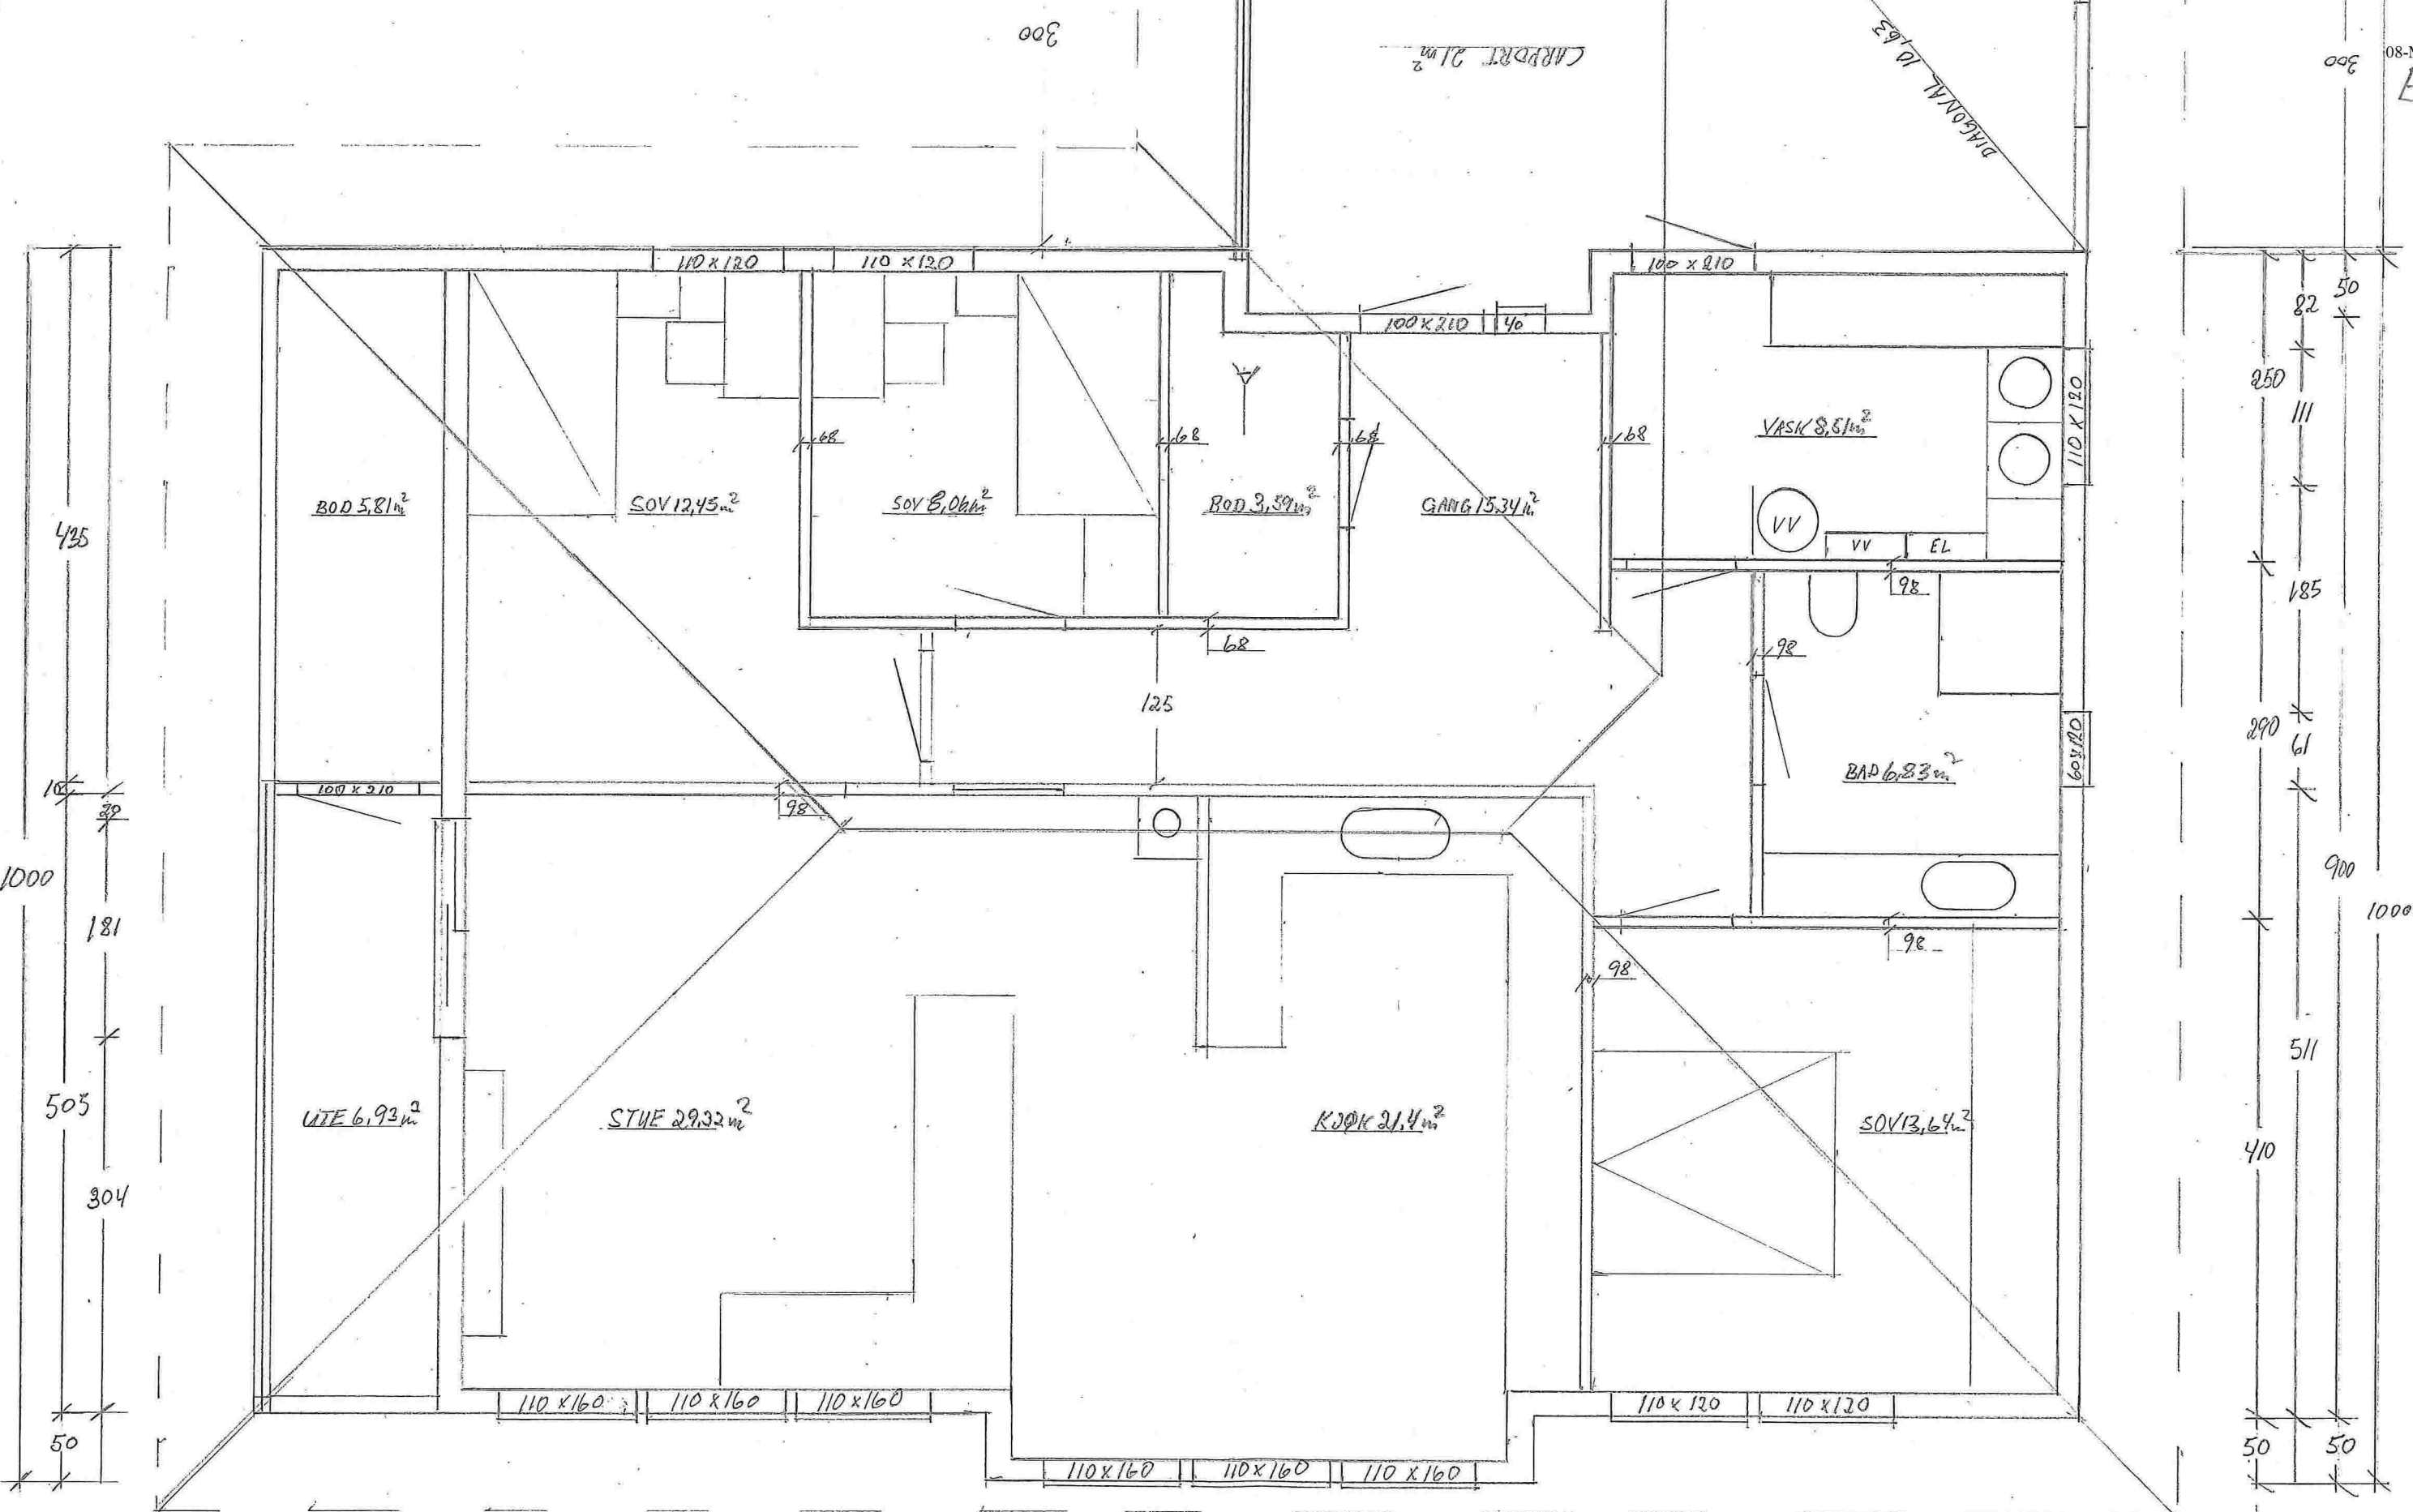 300
CARPORT 21m²
DIAGONAL 10,63
300
08-
110 x 120
110 x 120
100 x 210
100 x 210
40
82
50
250
111
110 x 120
VASK 8,51m²
68
68
68
68
BOD 5,81m²
SOV 12,45m²
SOV 8,06m²
BOD 3,59m²
GANG 15,34m²
VV
VV
EL
435
98
185
68
98
125
290
61
60 x 120
BAD 6,83m²
10
100 x 210
98
1000
181
900
1000
98
98
511
503
UTE 6,93m²
STUE 29,32m²
KJØK 21,4m²
SOV 13,64m²
410
304
110 x 160
110 x 160
110 x 160
110 x 120
110 x 120
50
50
50
110 x 160
110 x 160
110 x 160